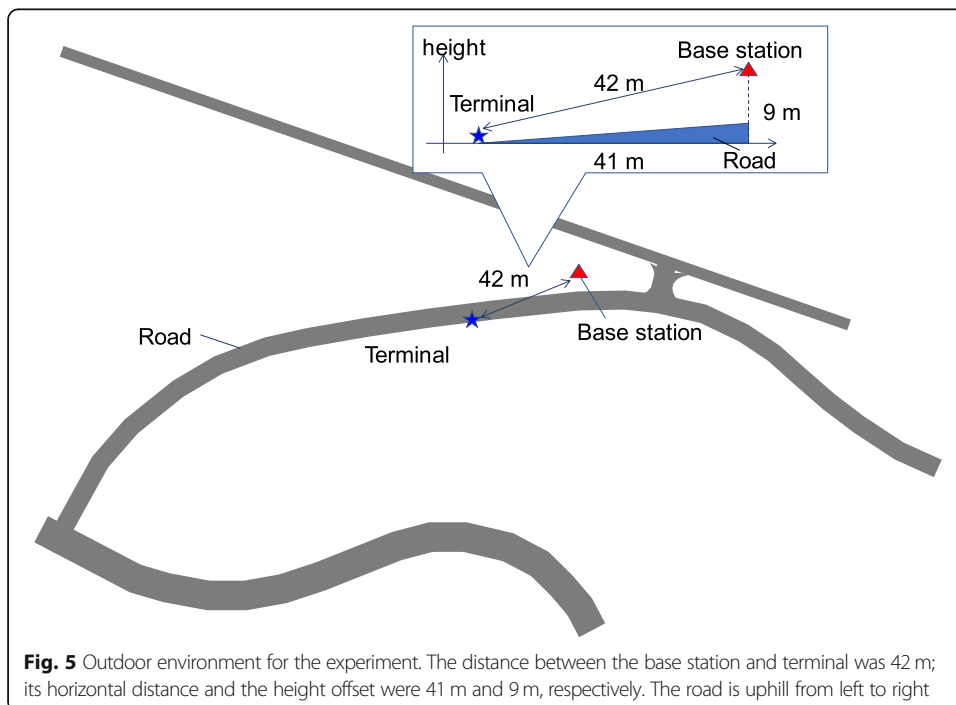 height
Base station
42 m
Terminal
9 m
Road
41 m
42 m
Base station
Road
Terminal
Fig. 5 Outdoor environment for the experiment. The distance between the base station and terminal was 42 m;
its horizontal distance and the height offset were 41 m and 9 m, respectively. The road is uphill from left to right